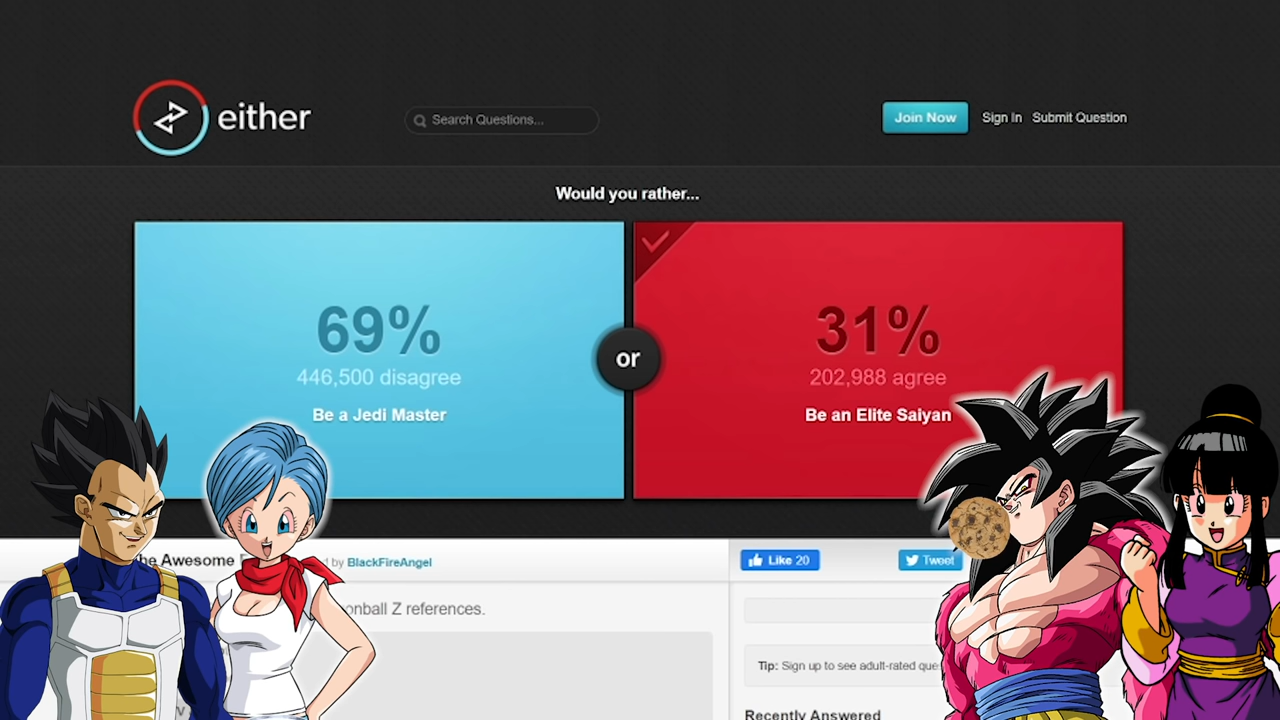 either
Search Questions...
Join Now
Sign In
Submit Question
Would you rather...
69%
446,500 disagree
Be a Jedi Master
or
31%
202,988 agree
Be an Elite Saiyan
he Awesome
by BlackFireAngel
onball Z references.
Like 20
Tweet
Tip: Sign up to see adult-rated que
Recently Answered